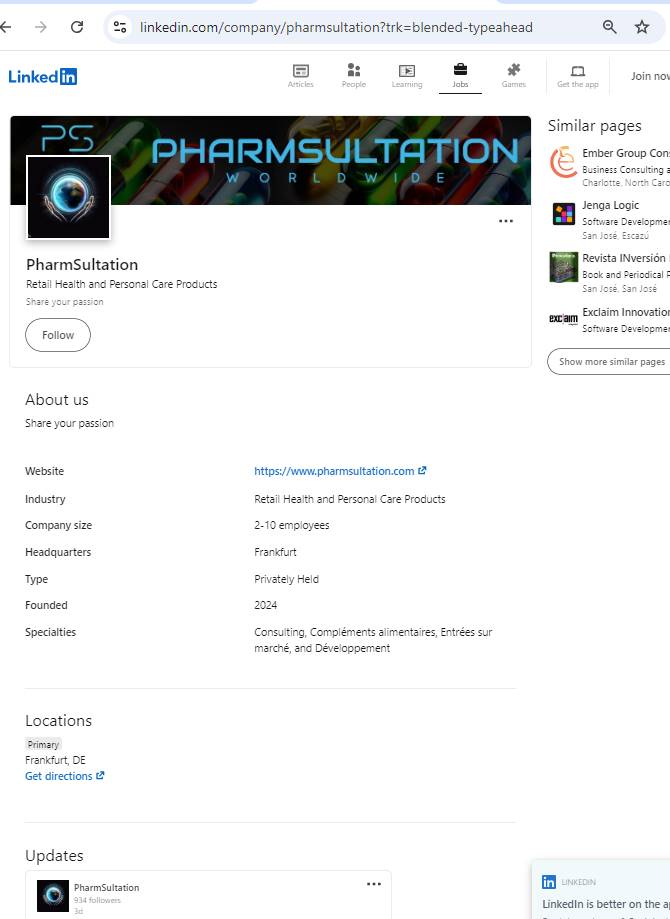 linkedin.com/company/pharmsultation?trk=blended-typeahead
LinkedIn
Articles
People
Learning
Jobs
Games
Get the app
Join now
PS
PHARMSULTATION
WORLDWIDE
PharmSultation
Retail Health and Personal Care Products
Share your passion
Follow
About us
Share your passion
Website
https://www.pharmsultation.com
Industry
Retail Health and Personal Care Products
Company size
2-10 employees
Headquarters
Frankfurt
Type
Privately Held
Founded
2024
Specialties
Consulting, Compléments alimentaires, Entrées sur
marché, and Développement
Locations
Primary
Frankfurt, DE
Get directions
Updates
PharmSultation
934 followers
3d
Similar pages
Ember Group Cons
Business Consulting a
Charlotte, North Caro
Jenga Logic
Software Developme
San José, Escazú
Revista INversión
Book and Periodical P
San José, San José
exclaim
Exclaim Innovation
Software Developme
Show more similar pages
in LINKEDIN
LinkedIn is better on the ap